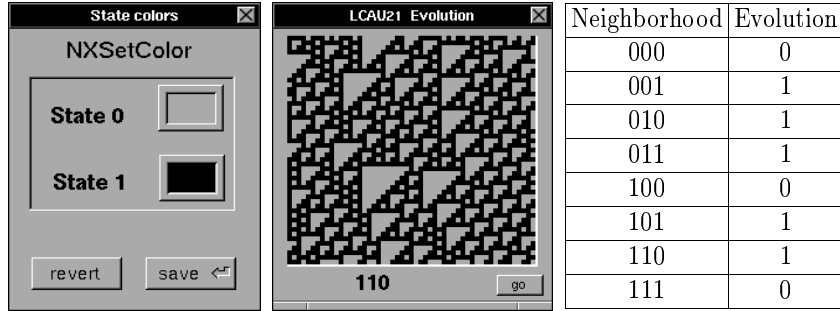 State colors
NXSetColor
State 0
State 1
revert
save
LCAU21 Evolution
110
go
Neighborhood Evolution
000 0
001 1
010 1
011 1
100 0
101 1
110 1
111 0